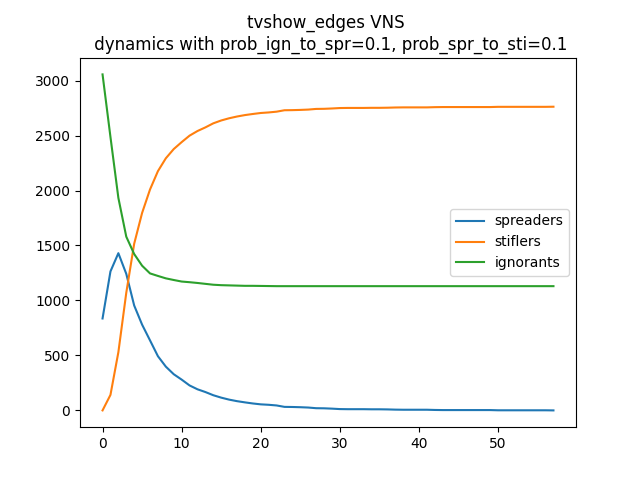 tvshow_edges VNS
dynamics with prob_ign_to_spr=0.1, prob_spr_to_sti=0.1
3000
2500
2000
1500
1000
500
0
spreaders
stiflers
ignorants
0 10 20 30 40 50